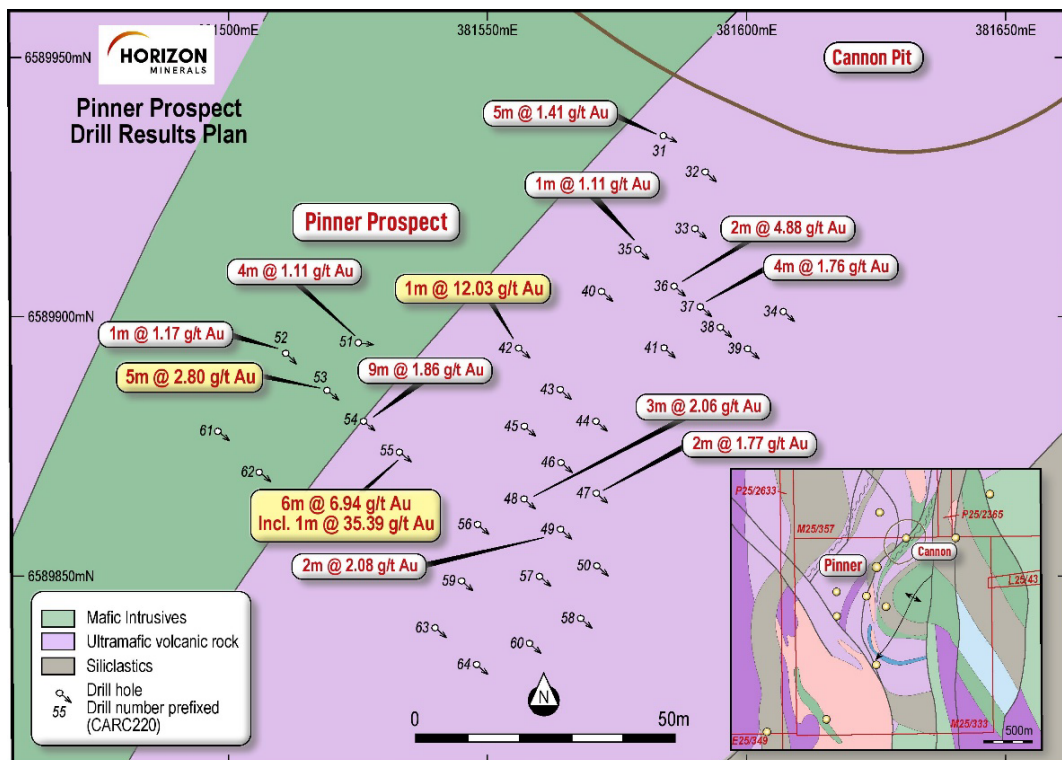 381500mE
381550mE
381600mE
381650mE
6589950mN
HORIZON
MINERALS
Pinner Prospect
Drill Results Plan
Cannon Pit
5m @ 1.41 g/t Au
31
32
1m @ 1.11 g/t Au
33
35
Pinner Prospect
2m @ 4.88 g/t Au
4m @ 1.11 g/t Au
4m @ 1.76 g/t Au
1m @ 12.03 g/t Au
40
36
37
34
6589900mN
38
1m @ 1.17 g/t Au
52
51
42
41
39
5m @ 2.80 g/t Au
53
9m @ 1.86 g/t Au
43
3m @ 2.06 g/t Au
54
45
44
61
2m @ 1.77 g/t Au
55
46
62
6m @ 6.94 g/t Au
Incl. 1m @ 35.39 g/t Au
48
47
56
49
2m @ 2.08 g/t Au
50
6589850mN
59
57
58
63
60
64
Mafic Intrusives
Ultramafic volcanic rock
Siliclastics
Drill hole
55
Drill number prefixed
(CARC220)
N
0
50m
P25/2633
P25/2365
M25/357
Cannon
Pinner
L25/43
M25/333
E25/349
500m